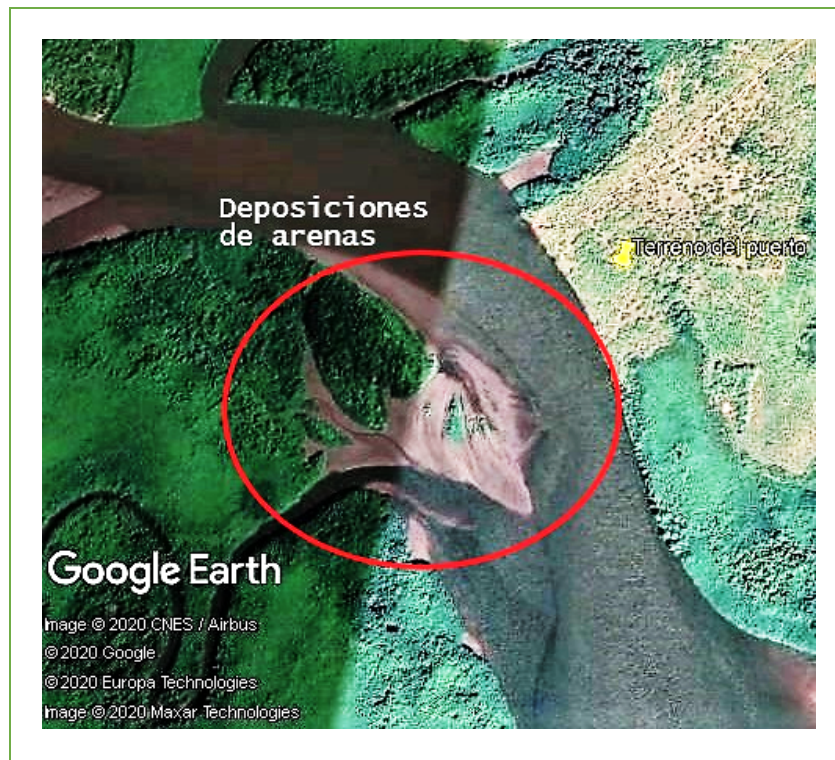 Deposiciones
de arenas
Terreno del puerto
Google Earth
Image © 2020 CNES / Airbus
© 2020 Google
© 2020 Europa Technologies
Image © 2020 Maxar Technologies